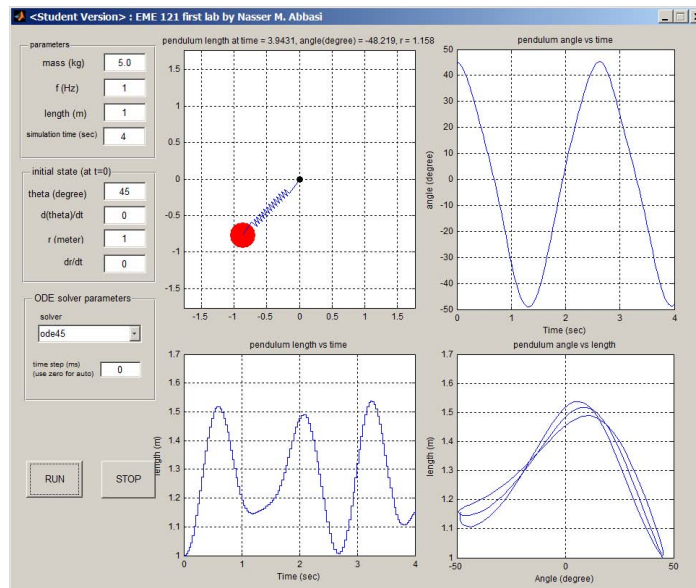 <Student Version> : EME 121 first lab by Nasser M. Abbasi
parameters
mass (kg) 5.0
f (Hz) 1
length (m) 1
simulation time (sec) 4
initial state (at t=0)
theta (degree) 45
d(theta)/dt 0
r (meter) 1
dr/dt 0
ODE solver parameters
solver
ode45
time step (ms) 0
(use zero for auto)
RUN STOP
pendulum length at time = 3.9431, angle(degree) = -48.219, r = 1.158
1.5
1
0.5
0
-0.5
-1
-1.5
-1.5 -1 -0.5 0 0.5 1 1.5
pendulum angle vs time
angle (degree)
50
40
30
20
10
0
-10
-20
-30
-40
-50
0 1 2 3 4
Time (sec)
pendulum length vs time
length (m)
1.7
1.6
1.5
1.4
1.3
1.2
1.1
1
0 1 2 3 4
Time (sec)
pendulum angle vs length
length (m)
1.7
1.6
1.5
1.4
1.3
1.2
1.1
1
-50 0 50
Angle (degree)